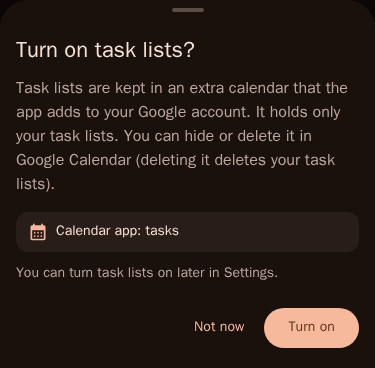 Turn on task lists?
Task lists are kept in an extra calendar that the
app adds to your Google account. It holds only
your task lists. You can hide or delete it in
Google Calendar (deleting it deletes your task
lists).
Calendar app: tasks
You can turn task lists on later in Settings.
Not now
Turn on